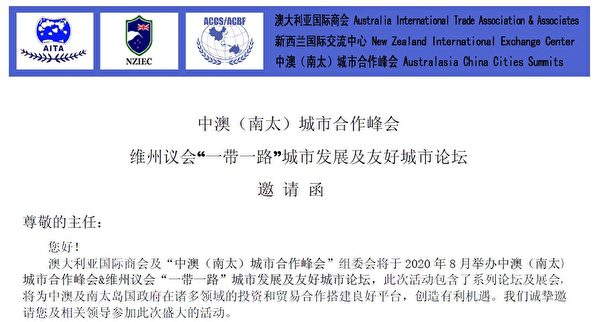 AITA
NZIEC
ACCS/ACBF
澳大利亚国际商会 Australia International Trade Association & Associates
新西兰国际交流中心 New Zealand International Exchange Center
中澳（南太）城市合作峰会 Australasia China Cities Summits
中澳（南太）城市合作峰会
维州议会“一带一路”城市发展及友好城市论坛
邀 请 函
尊敬的主任：
您好！
澳大利亚国际商会及“中澳（南太）城市合作峰会”组委会将于 2020 年 8 月举办中澳（南太）
城市合作峰会&维州议会“一带一路”城市发展及友好城市论坛，此次活动包含了系列论坛及展会，
将为中澳及南太岛国政府在诸多领域的投资和贸易合作搭建良好平台，创造有利机遇。我们诚挚邀
请您及相关领导参加此次盛大的活动。